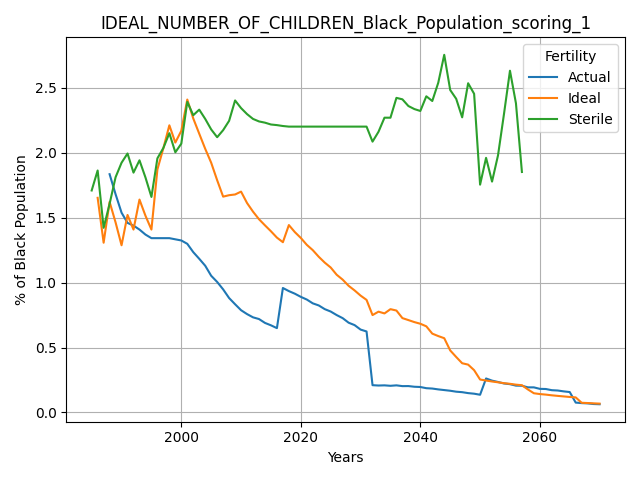 IDEAL_NUMBER_OF_CHILDREN_Black_Population_scoring_1
Fertility
Actual
Ideal
Sterile
% of Black Population
2.5
2.0
1.5
1.0
0.5
0.0
2000
2020
2040
2060
Years